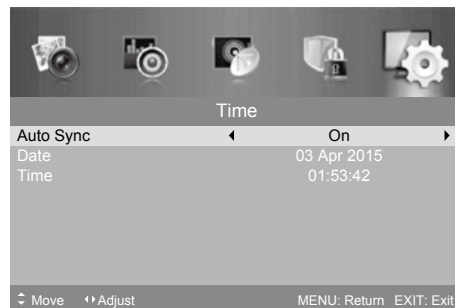 Time
Auto Sync On
Date 03 Apr 2015
Time 01:53:42
Move Adjust MENU: Return EXIT: Exit